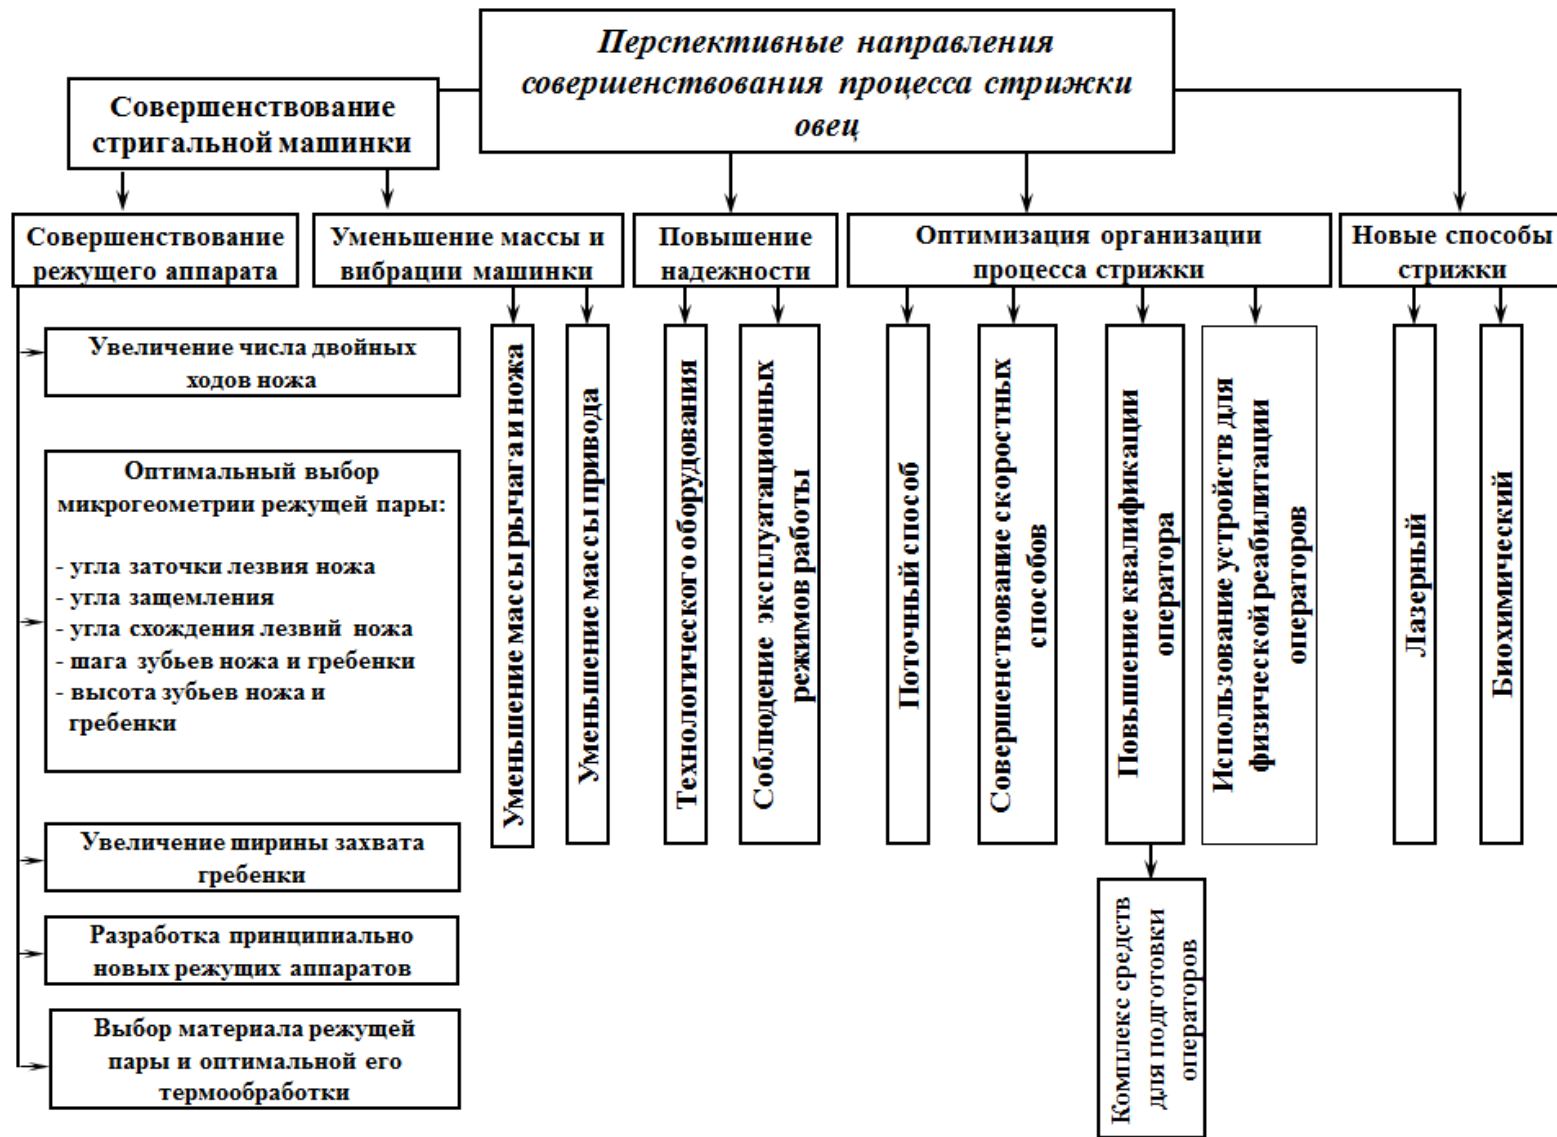 Перспективные направления
совершенствования процесса стрижки
овец
Совершенствование
стригальной машинки
Совершенствование
режущего аппарата
Уменьшение массы и
вибрации машинки
Повышение
надежности
Оптимизация организации
процесса стрижки
Новые способы
стрижки
Увеличение числа двойных
ходов ножа
Оптимальный выбор
микрогеометрии режущей пары:
- угла заточки лезвия ножа
- угла защемления
- угла схождения лезвий ножа
- шага зубьев ножа и гребенки
- высота зубьев ножа и
гребенки
Увеличение ширины захвата
гребенки
Разработка принципиально
новых режущих аппаратов
Выбор материала режущей
пары и оптимальной его
термообработки
Уменьшение массы рычага и ножа
Уменьшение массы привода
Технологического оборудования
Соблюдение эксплуатационных
режимов работы
Поточный способ
Совершенствование скоростных
способов
Повышение квалификации
оператора
Использование устройств для
физической реабилитации
операторов
Лазерный
Биохимический
Комплекс средств
для подготовки
операторов